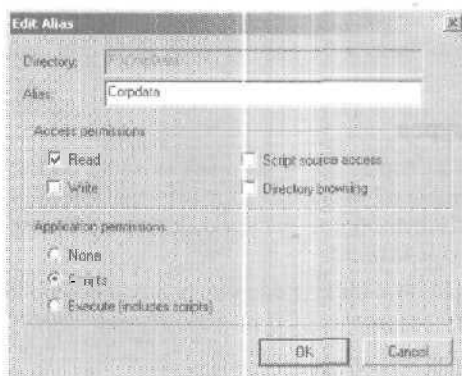 Edit Alias
Directory:
Alias:
Corpdata
Access permissions
Read
Script source access
Write
Directory browsing
Application permissions
None
Scripts
Execute (includes scripts)
OK
Cancel